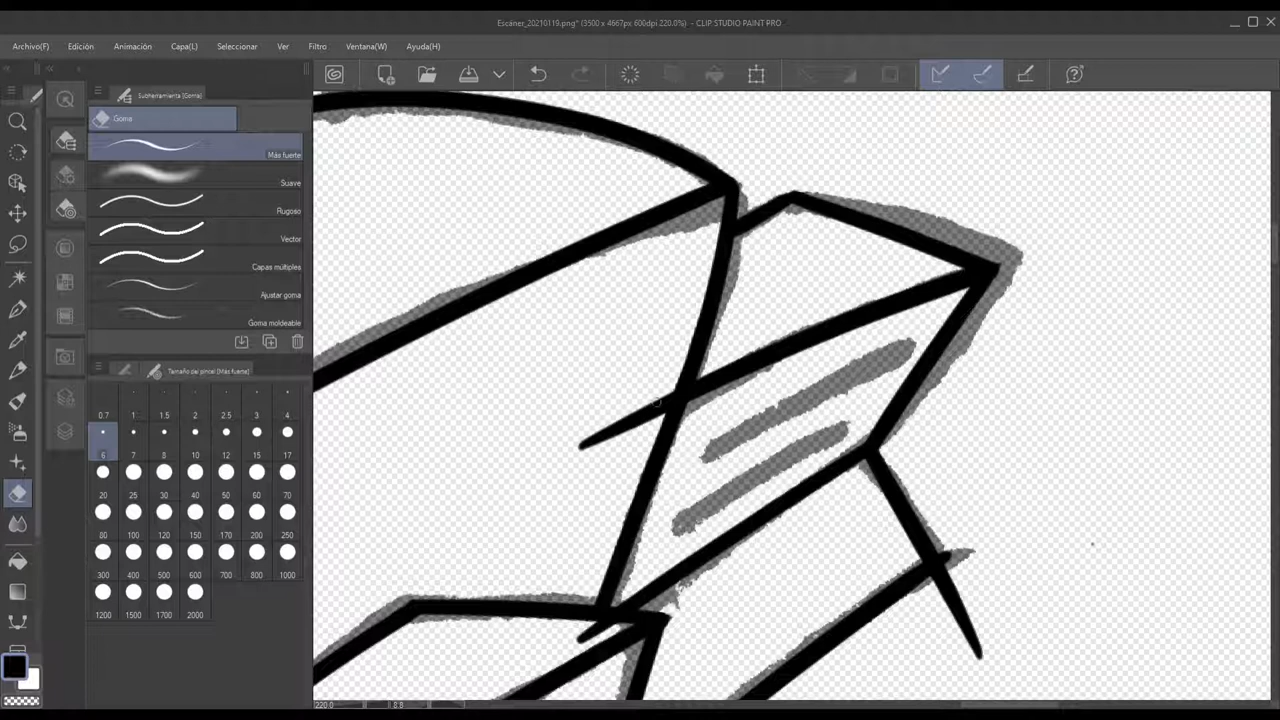 Escáner_20210119.png* (3500 x 4667px 600dpi 220.0%) - CLIP STUDIO PAINT PRO
Archivo(F) Edición Animación Capa(L) Seleccionar Ver Filtro Ventana(W) Ayuda(H)
Subherramienta [Goma]
Goma
Más fuerte
Suave
Rugoso
Vector
Capas múltiples
Ajustar goma
Goma moldeable
Tamaño del pincel [Más fuerte]
0.7 1 1.5 2 2.5 3 4
6 7 8 10 12 15 17
20 25 30 40 50 60 70
80 100 120 150 170 200 250
300 400 500 600 700 800 1000
1200 1500 1700 2000
220.0 8.8